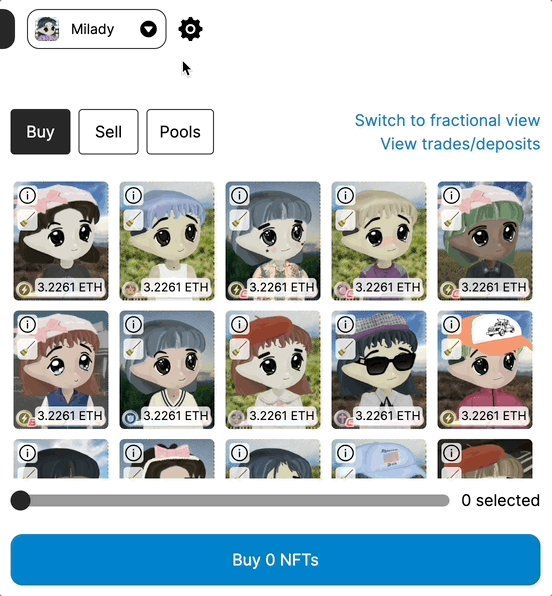 Milady
Buy Sell Pools
Switch to fractional view
View trades/deposits
3.2261 ETH 3.2261 ETH 3.2261 ETH 3.2261 ETH 3.2261 ETH
3.2261 ETH 3.2261 ETH 3.2261 ETH 3.2261 ETH 3.2261 ETH
0 selected
Buy 0 NFTs